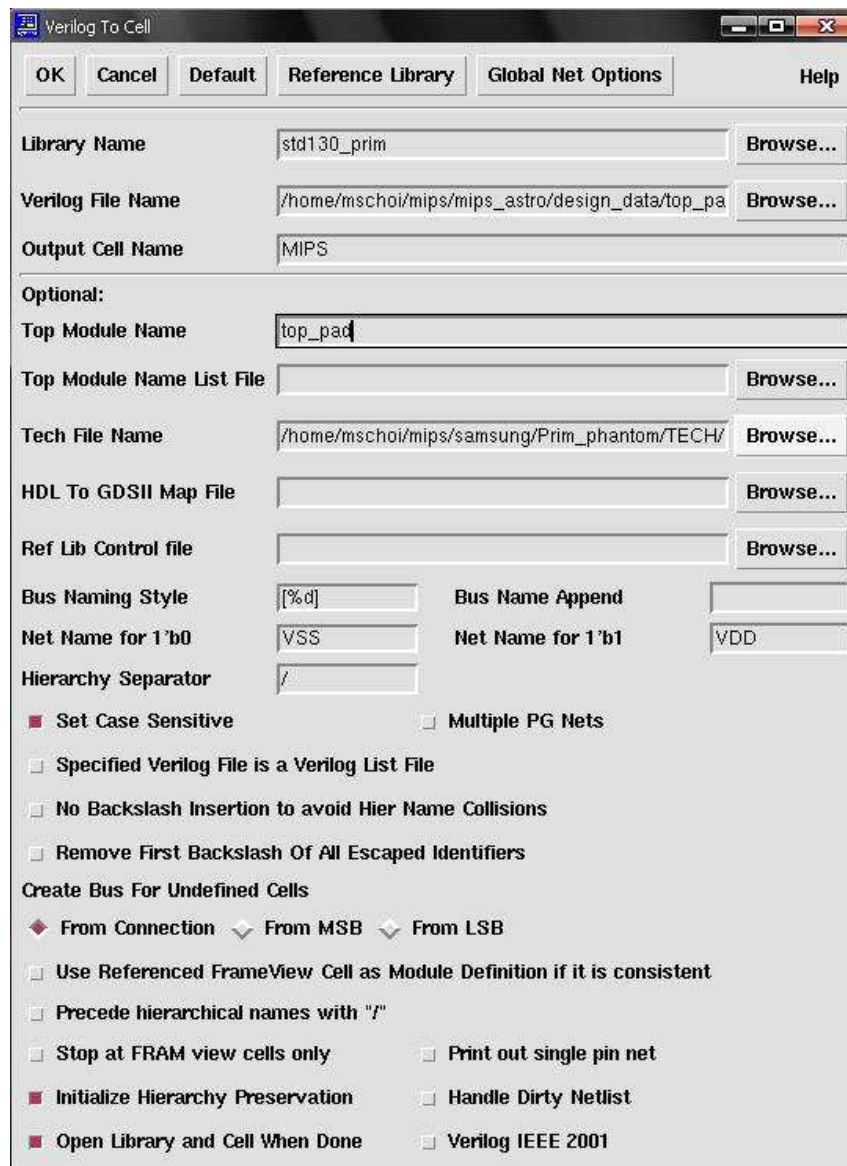 Verilog To Cell
OK Cancel Default Reference Library Global Net Options Help
Library Name std130_prim Browse...
Verilog File Name /home/mschoi/mips/mips_astro/design_data/top_pa Browse...
Output Cell Name MIPS
Optional:
Top Module Name top_pad
Top Module Name List File Browse...
Tech File Name /home/mschoi/mips/samsung/Prim_phantom/TECH/ Browse...
HDL To GDSII Map File Browse...
Ref Lib Control file Browse...
Bus Naming Style [%d] Bus Name Append
Net Name for 1'b0 VSS Net Name for 1'b1 VDD
Hierarchy Separator /
Set Case Sensitive Multiple PG Nets
Specified Verilog File is a Verilog List File
No Backslash Insertion to avoid Hier Name Collisions
Remove First Backslash Of All Escaped Identifiers
Create Bus For Undefined Cells
From Connection From MSB From LSB
Use Referenced FrameView Cell as Module Definition if it is consistent
Precede hierarchical names with "/"
Stop at FRAM view cells only Print out single pin net
Initialize Hierarchy Preservation Handle Dirty Netlist
Open Library and Cell When Done Verilog IEEE 2001